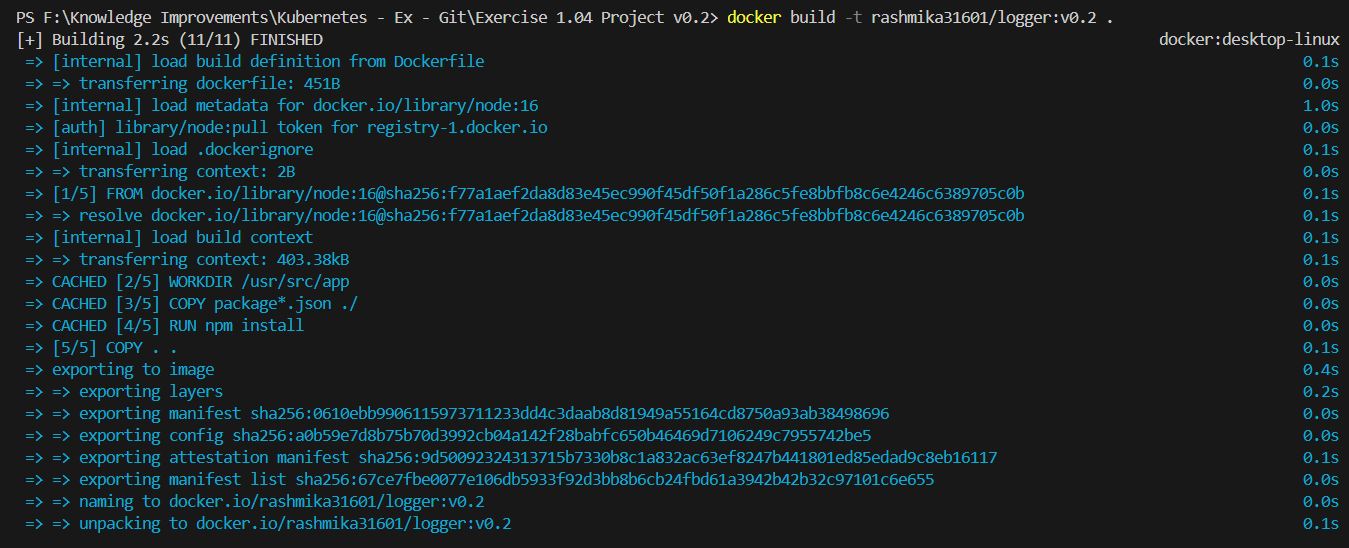 PS F:\Knowledge Improvements\Kubernetes - Ex - Git\Exercise 1.04 Project v0.2> docker build -t rashmika31601/logger:v0.2 .
[+] Building 2.2s (11/11) FINISHED docker:desktop-linux
=> [internal] load build definition from Dockerfile 0.1s
=> => transferring dockerfile: 451B 0.0s
=> [internal] load metadata for docker.io/library/node:16 1.0s
=> [auth] library/node:pull token for registry-1.docker.io 0.0s
=> [internal] load .dockerignore 0.1s
=> => transferring context: 2B 0.0s
=> [1/5] FROM docker.io/library/node:16@sha256:f77a1aef2da8d83e45ec990f45df50f1a286c5fe8bbfb8c6e4246c6389705c0b 0.1s
=> => resolve docker.io/library/node:16@sha256:f77a1aef2da8d83e45ec990f45df50f1a286c5fe8bbfb8c6e4246c6389705c0b 0.1s
=> [internal] load build context 0.1s
=> => transferring context: 403.38kB 0.1s
=> CACHED [2/5] WORKDIR /usr/src/app 0.0s
=> CACHED [3/5] COPY package*.json ./ 0.0s
=> CACHED [4/5] RUN npm install 0.0s
=> [5/5] COPY . . 0.1s
=> exporting to image 0.4s
=> => exporting layers 0.2s
=> => exporting manifest sha256:0610ebb9906115973711233dd4c3daab8d81949a55164cd8750a93ab38498696 0.0s
=> => exporting config sha256:a0b59e7d8b75b70d3992cb04a142f28babfc650b46469d7106249c7955742be5 0.0s
=> => exporting attestation manifest sha256:9d50092324313715b7330b8c1a832ac63ef8247b441801ed85edad9c8eb16117 0.1s
=> => exporting manifest list sha256:67ce7fbe0077e106db5933f92d3bb8b6cb24fbd61a3942b42b32c97101c6e655 0.0s
=> => naming to docker.io/rashmika31601/logger:v0.2 0.0s
=> => unpacking to docker.io/rashmika31601/logger:v0.2 0.1s